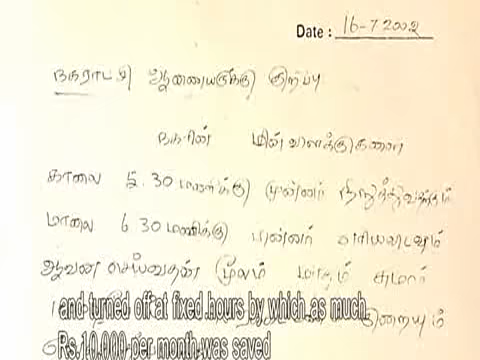 Date : 16-7 2002
நகராட்சி ஆணையருக்கு குறிப்பு
நகரின் மின் விளக்குகளை
காலை 5.30 மணிக்கு முன்னர் நிறுத்திவிடவும்
மாலை 6 30 மணிக்கு பின்னர் எரியவிடவும்
ஆவன செய்வதன் மூலம் மாதம் சுமார்
and turned off at fixed hours by which as much
குறையும்
Rs.10,000 per month was saved